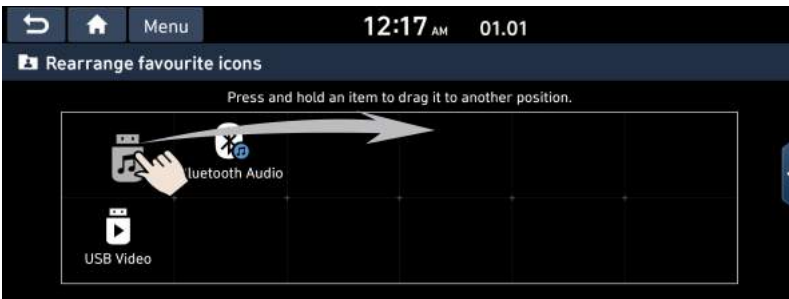 Menu
12:17 AM 01.01
Rearrange favourite icons
Press and hold an item to drag it to another position.
luetooth Audio
USB Video